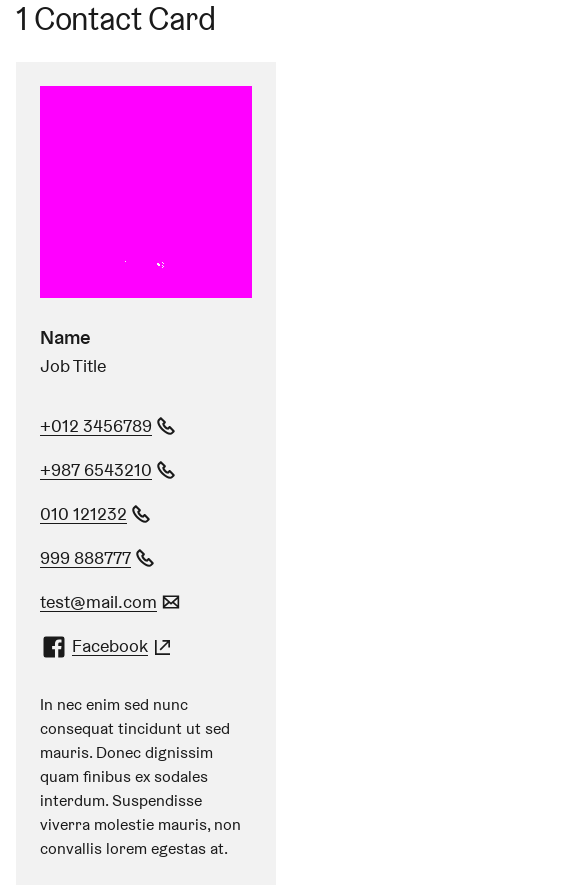 1 Contact Card
Name
Job Title
+012 3456789
+987 6543210
010 121232
999 888777
test@mail.com
Facebook
In nec enim sed nunc
consequat tincidunt ut sed
mauris. Donec dignissim
quam finibus ex sodales
interdum. Suspendisse
viverra molestie mauris, non
convallis lorem egestas at.